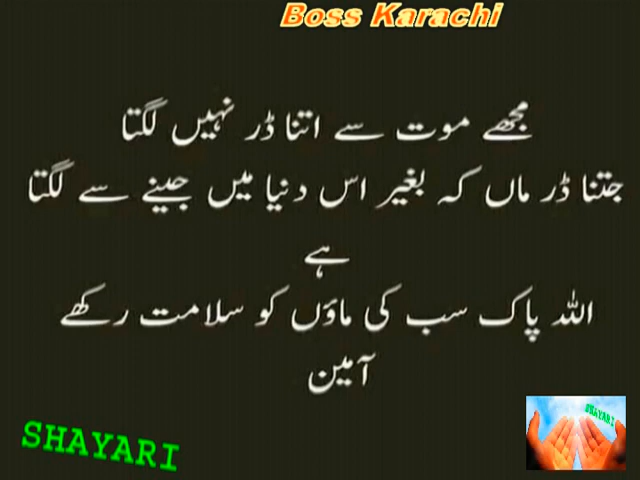 Boss Karachi
مجھے موت سے اتنا ڈر نہیں لگتا
جتنا ڈر ماں کہ بغیر اس دنیا میں جینے سے لگتا
ہے
اللہ پاک سب کی ماؤں کو سلامت رکھے
آمین
SHAYARI
SHAYARI